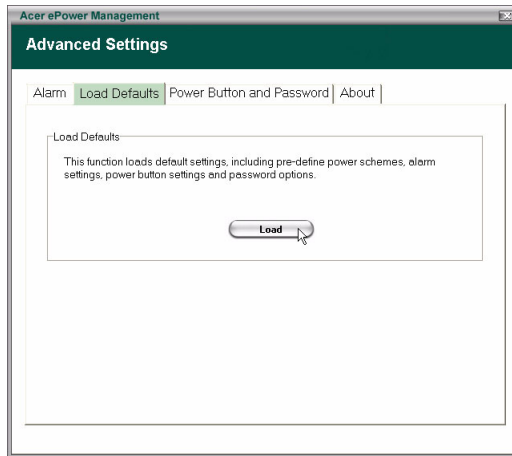 Acer ePower Management
Advanced Settings
Alarm Load Defaults Power Button and Password About
Load Defaults
This function loads default settings, including pre-define power schemes, alarm
settings, power button settings and password options.
Load